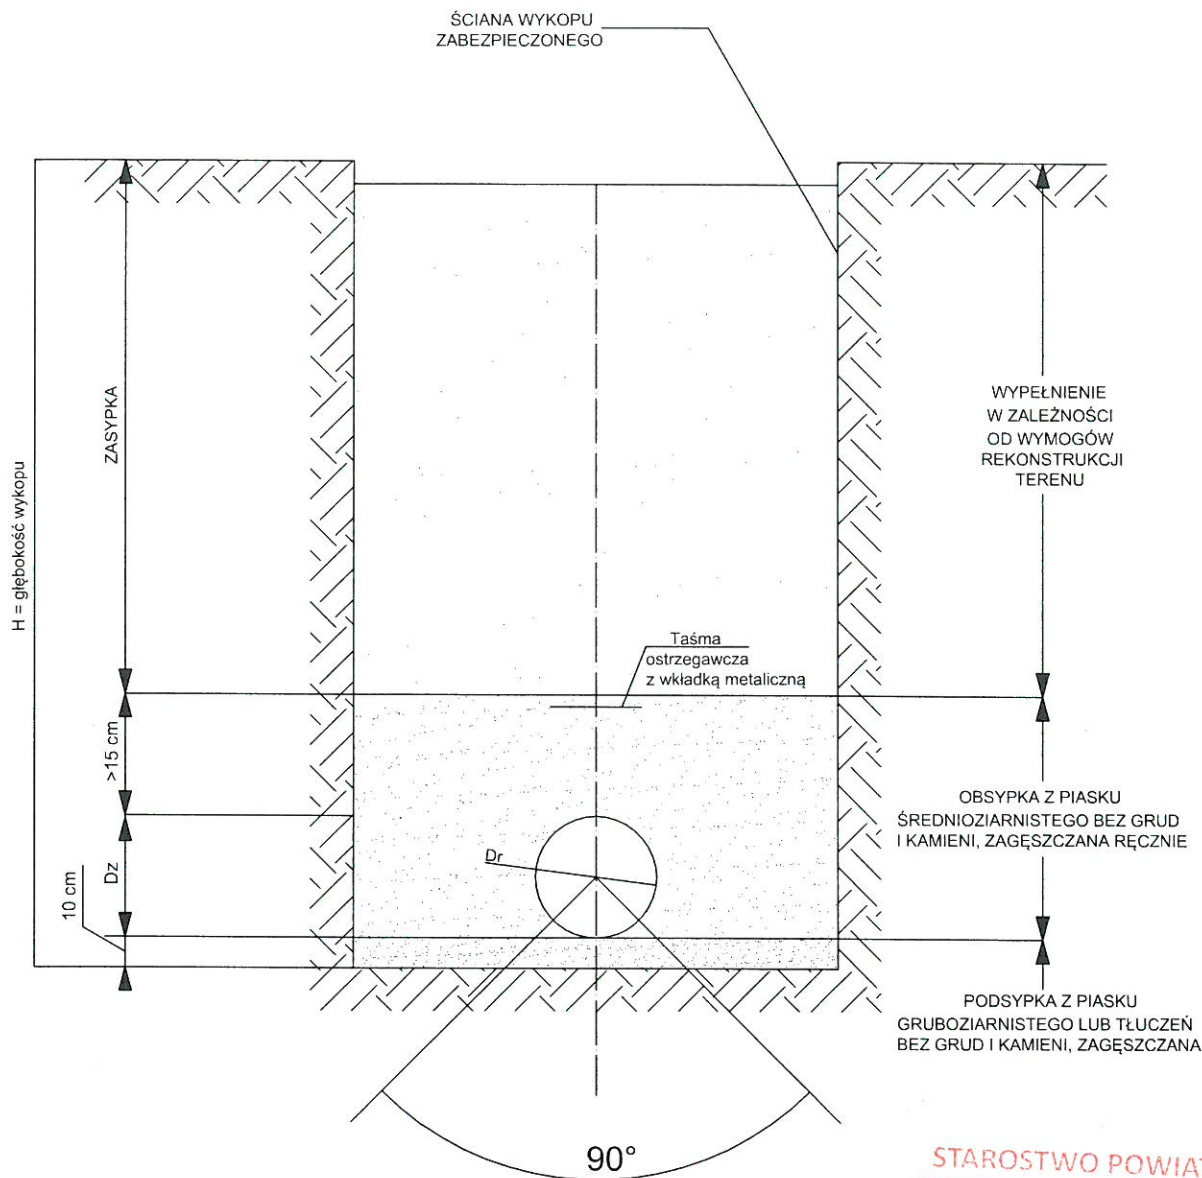 ŚCIANA WYKOPU
ZABEZPIECZONEGO
H = głębokość wykopu
ZASYPKA
>15 cm
Dz
10 cm
Taśma
ostrzegawcza
z wkładką metaliczną
Dr
90°
WYPEŁNIENIE
W ZALEŻNOŚCI
OD WYMOGÓW
REKONSTRUKCJI
TERENU
OBSYPKA Z PIASKU
ŚREDNIOZIARNISTEGO BEZ GRUD
I KAMIENI, ZAGĘSZCZANA RĘCZNIE
PODSYPKA Z PIASKU
GRUBOZIARNISTEGO LUB TŁUCZEŃ
BEZ GRUD I KAMIENI, ZAGĘSZCZANA
STAROSTWO POWIAT